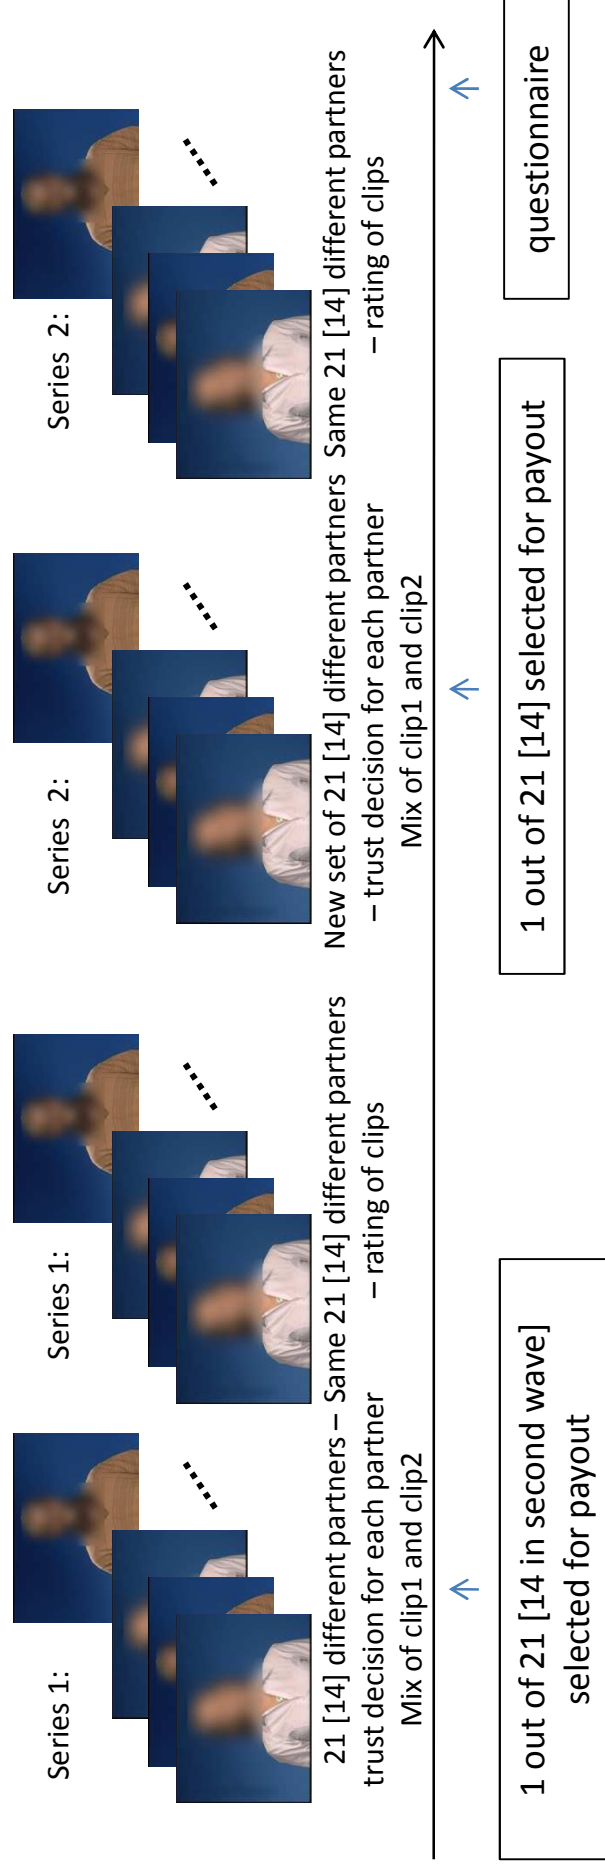 Series 1:
21 [14] different partners –
trust decision for each partner
Mix of clip1 and clip2
Series 1:
Same 21 [14] different partners
– rating of clips
Series 2:
New set of 21 [14] different partners
– trust decision for each partner
Mix of clip1 and clip2
Series 2:
Same 21 [14] different partners
– rating of clips
1 out of 21 [14 in second wave]
selected for payout
1 out of 21 [14] selected for payout
questionnaire